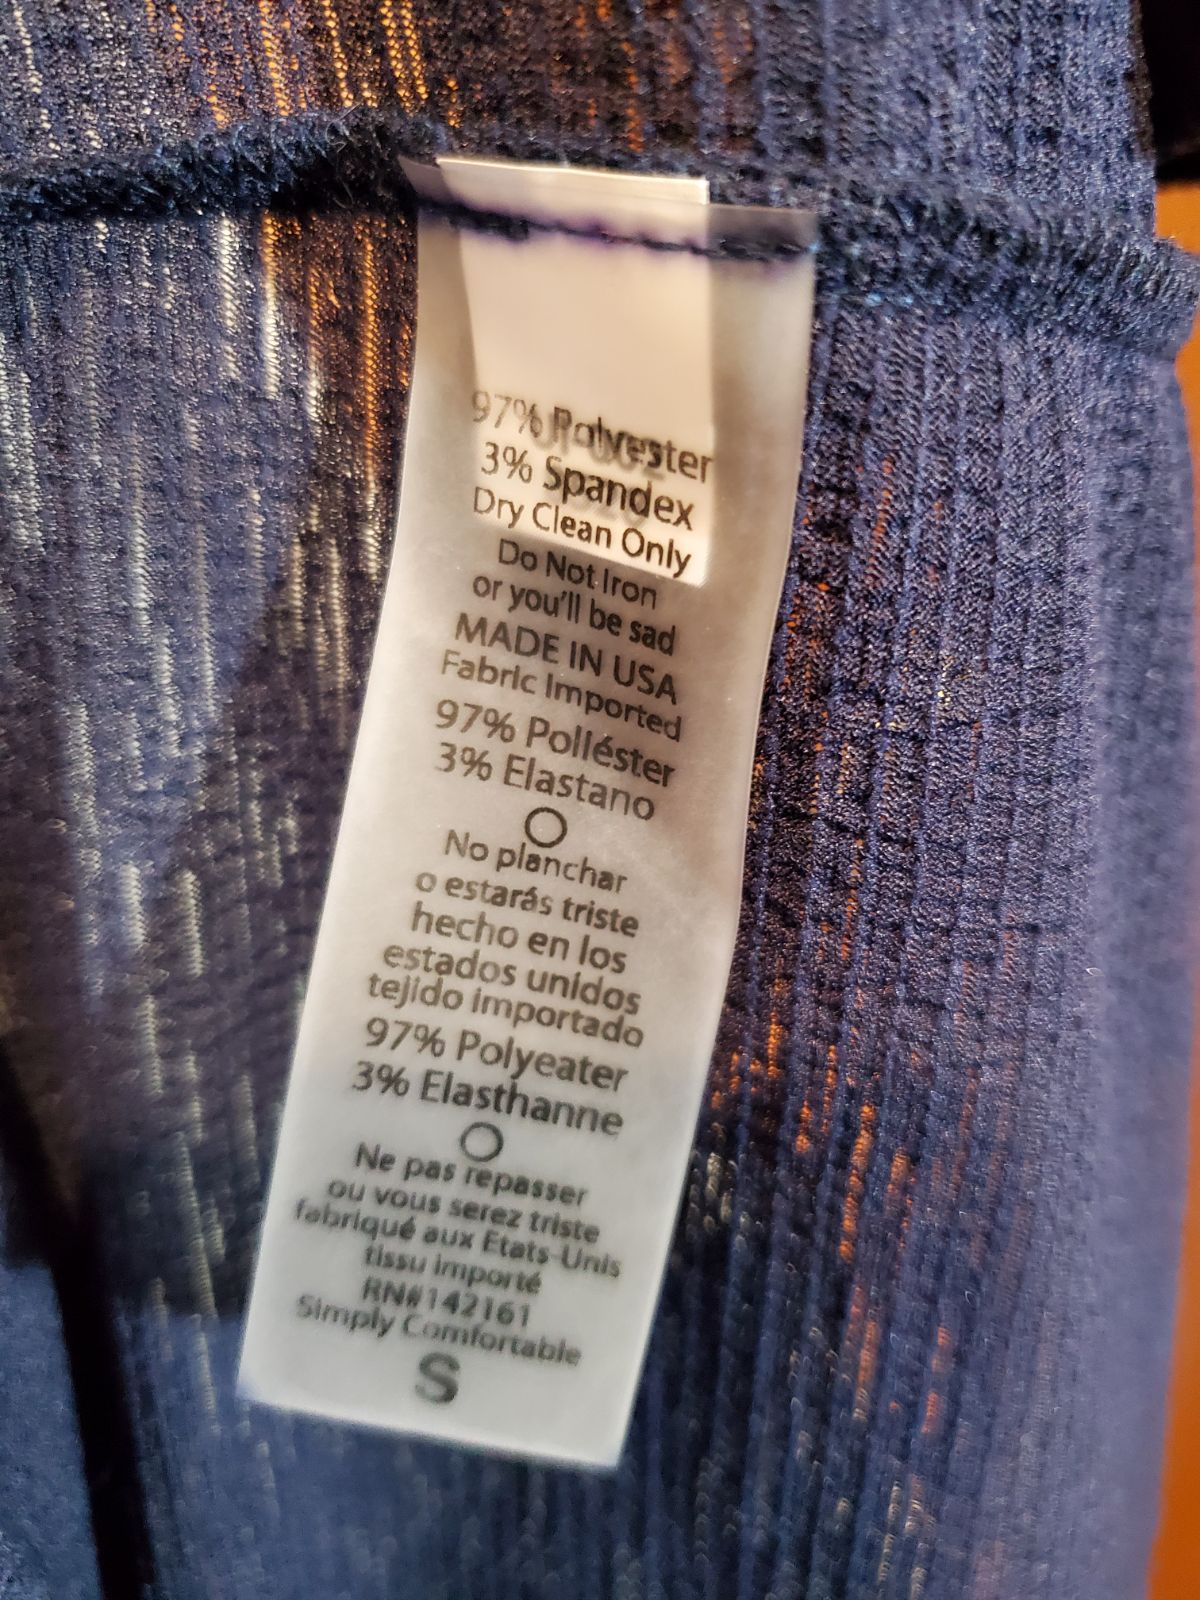 97% Polyester
3% Spandex
Dry Clean Only
Do Not Iron
or you'll be sad
MADE IN USA
Fabric Imported
97% Polléster
3% Elastano
No planchar
o estarás triste
hecho en los
estados unidos
tejido importado
97% Polyeater
3% Elasthanne
Ne pas repasser
ou vous serez triste
fabriqué aux Etats-Unis
tissu importé
RN#142161
Simply Comfortable
S